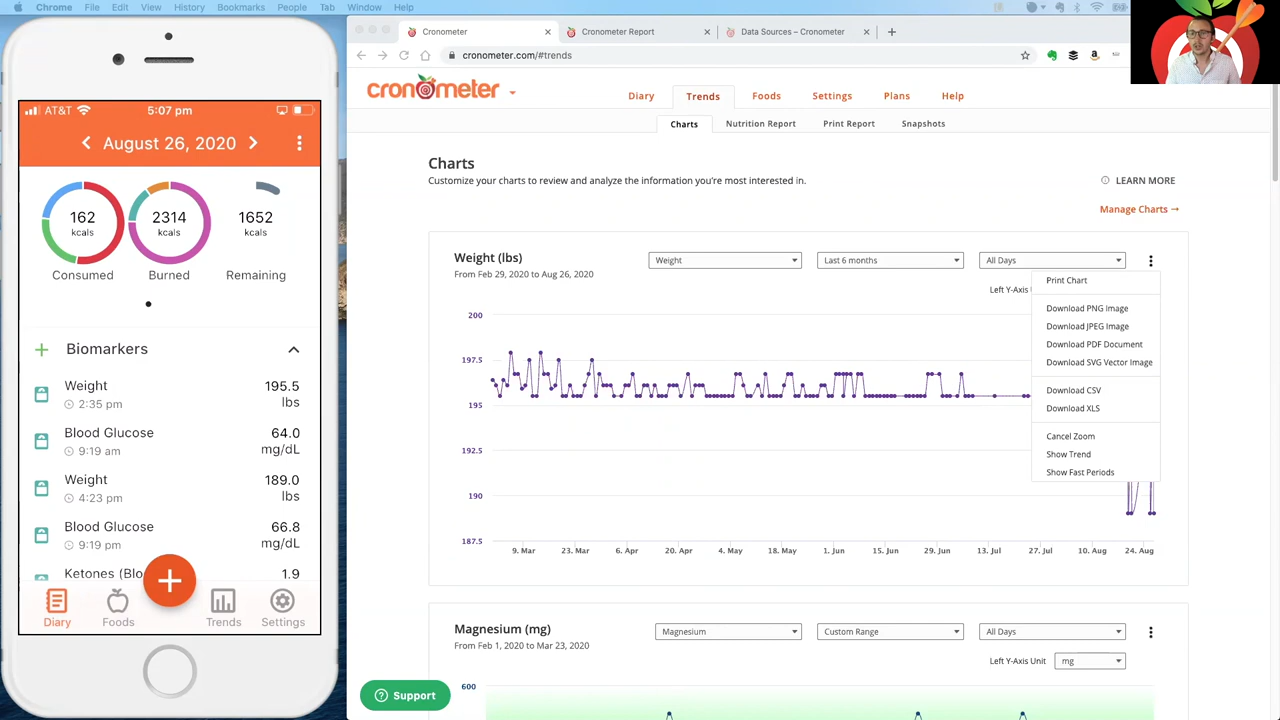 Chrome File Edit View History Bookmarks People Tab Window Help
Cronometer
Cronometer Report
Data Sources – Cronometer
cronometer.com/#trends
AT&T
5:07 pm
August 26, 2020
162
kcals
2314
kcals
1652
kcals
Consumed
Burned
Remaining
Biomarkers
Weight
195.5
2:35 pm
lbs
Blood Glucose
64.0
9:19 am
mg/dL
Weight
189.0
4:23 pm
lbs
Blood Glucose
66.8
9:19 pm
mg/dL
Ketones (Blo
1.9
Diary
Foods
Trends
Settings
cronometer
Diary
Trends
Foods
Settings
Plans
Help
Charts
Nutrition Report
Print Report
Snapshots
Charts
Customize your charts to review and analyze the information you're most interested in.
LEARN MORE
Manage Charts →
Weight (lbs)
From Feb 29, 2020 to Aug 26, 2020
Weight
Last 6 months
All Days
Left Y-Axis
Print Chart
Download PNG Image
Download JPEG Image
Download PDF Document
Download SVG Vector Image
Download CSV
Download XLS
Cancel Zoom
Show Trend
Show Fast Periods
200
197.5
195
192.5
190
187.5
9. Mar
23. Mar
6. Apr
20. Apr
4. May
18. May
1. Jun
15. Jun
29. Jun
13. Jul
27. Jul
10. Aug
24. Aug
Magnesium (mg)
From Feb 1, 2020 to Mar 23, 2020
Magnesium
Custom Range
All Days
Left Y-Axis Unit
mg
600
Support